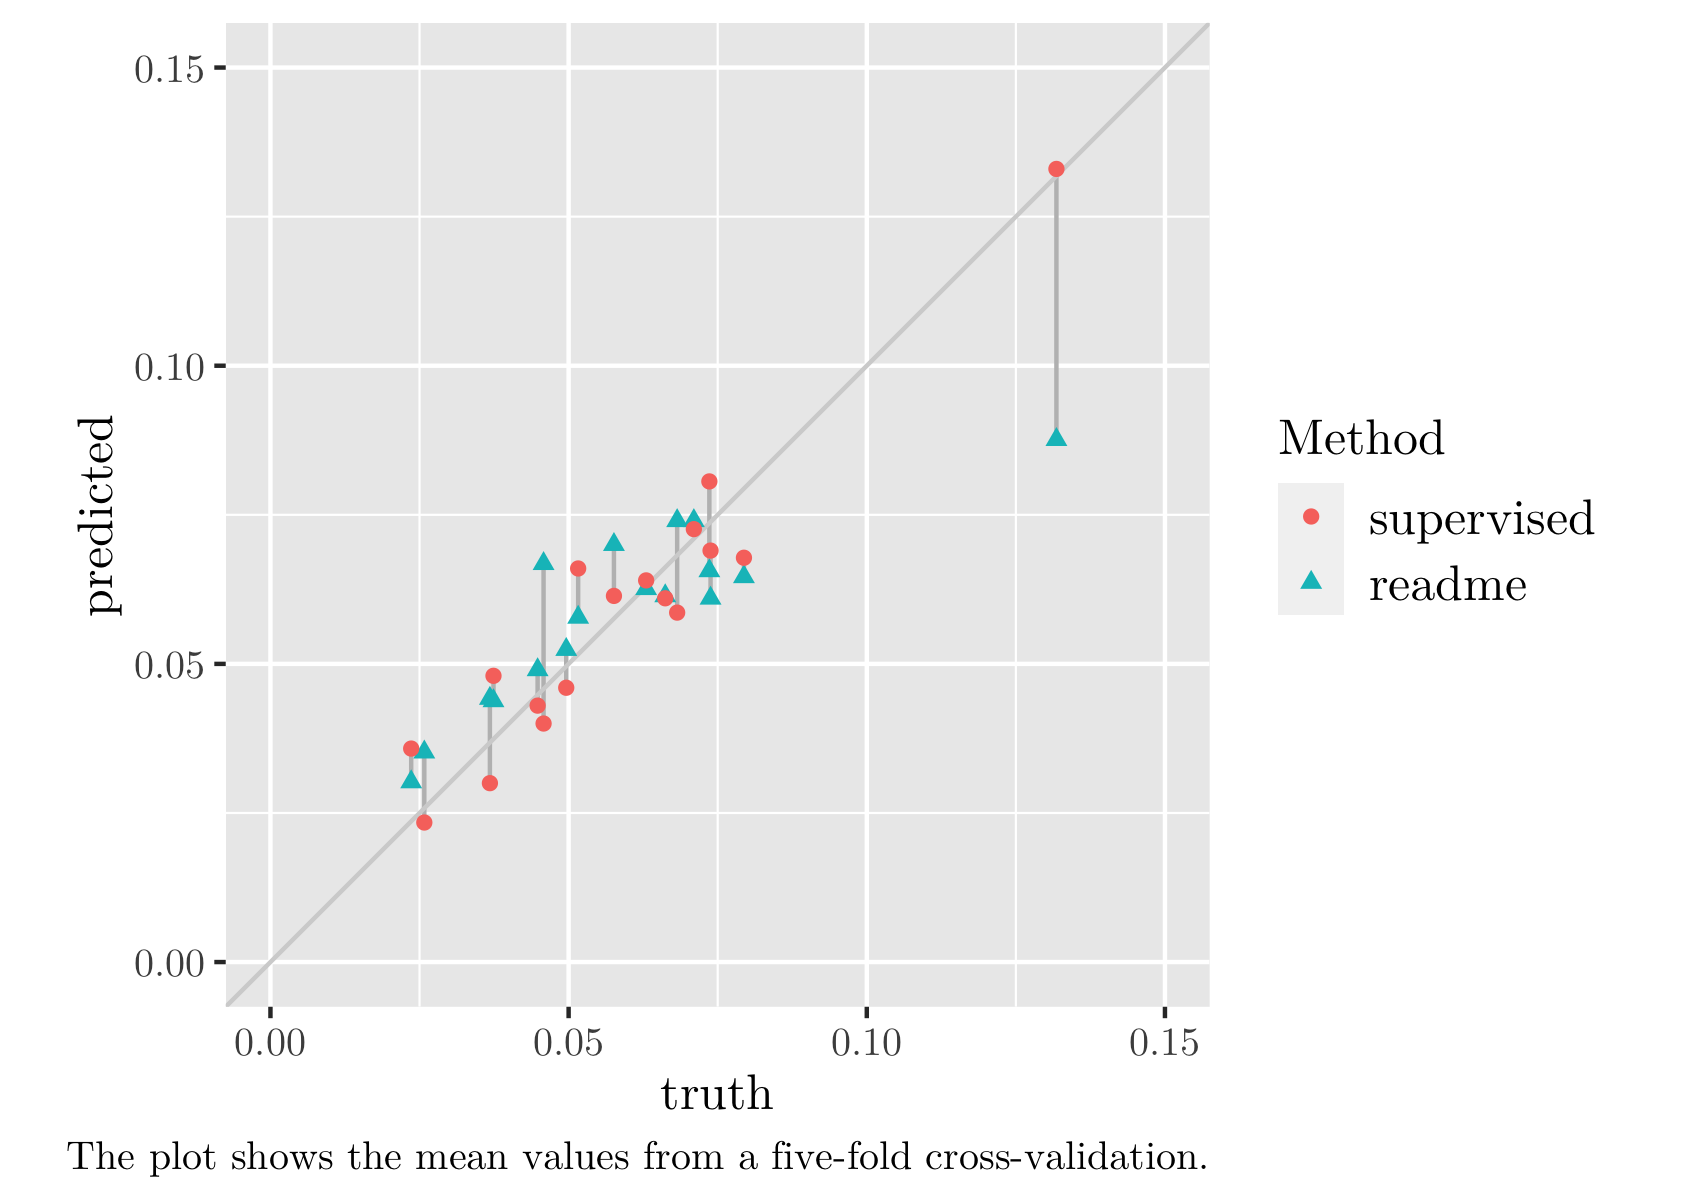 0.15
0.10
0.05
0.00
predicted
0.00 0.05 0.10 0.15
truth
Method
supervised
readme
The plot shows the mean values from a five-fold cross-validation.